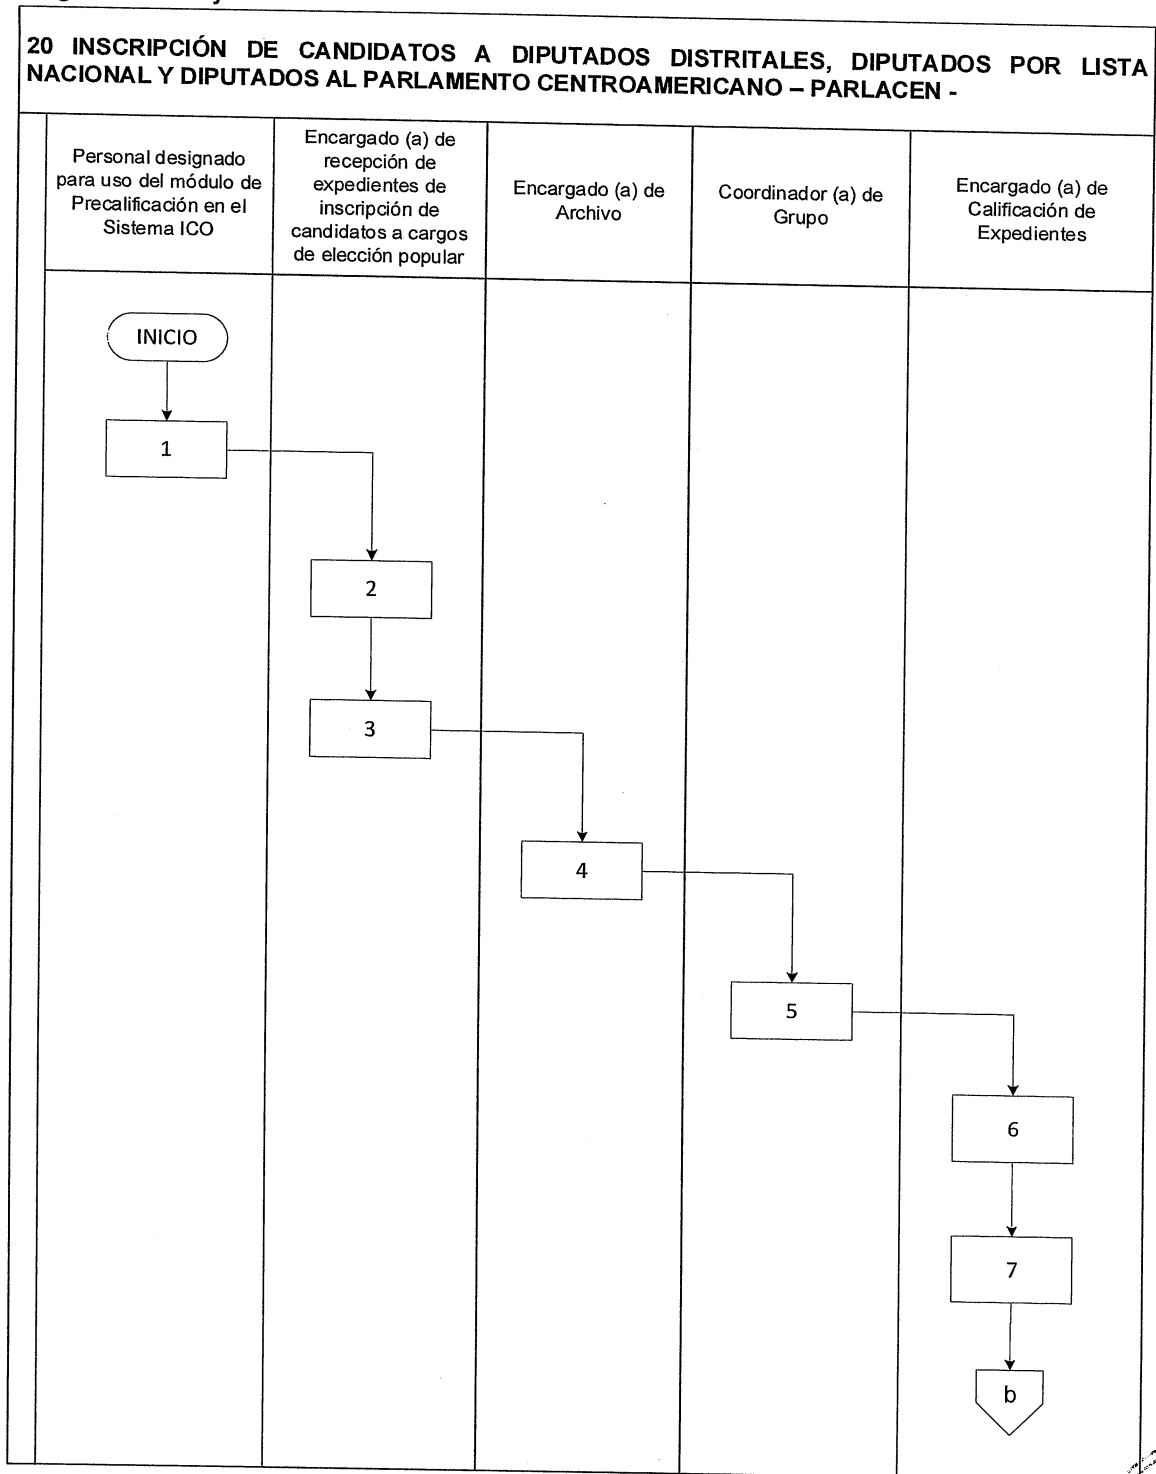 20 INSCRIPCIÓN DE CANDIDATOS A DIPUTADOS DISTRITALES, DIPUTADOS POR LISTA
NACIONAL Y DIPUTADOS AL PARLAMENTO CENTROAMERICANO – PARLACEN -
Personal designado
para uso del módulo de
Precalificación en el
Sistema ICO
Encargado (a) de
recepción de
expedientes de
inscripción de
candidatos a cargos
de elección popular
Encargado (a) de
Archivo
Coordinador (a) de
Grupo
Encargado (a) de
Calificación de
Expedientes
INICIO
1
2
3
4
5
6
7
b